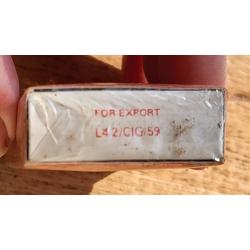 FOR EXPORT
L4 2/CIG/59